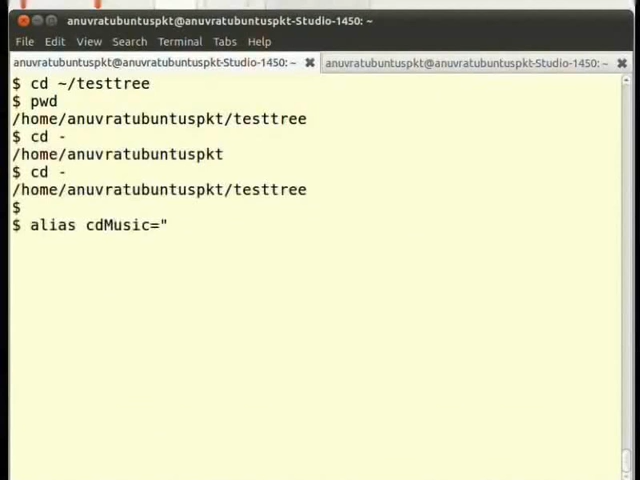 anuvratubuntuspkt@anuvratubuntuspkt-Studio-1450: ~
File Edit View Search Terminal Tabs Help
anuvratubuntuspkt@anuvratubuntuspkt-Studio-1450: ~ anuvratubuntuspkt@anuvratubuntuspkt-Studio-1450: ~
$ cd ~/testtree
$ pwd
/home/anuvratubuntuspkt/testtree
$ cd -
/home/anuvratubuntuspkt
$ cd -
/home/anuvratubuntuspkt/testtree
$
$ alias cdMusic="